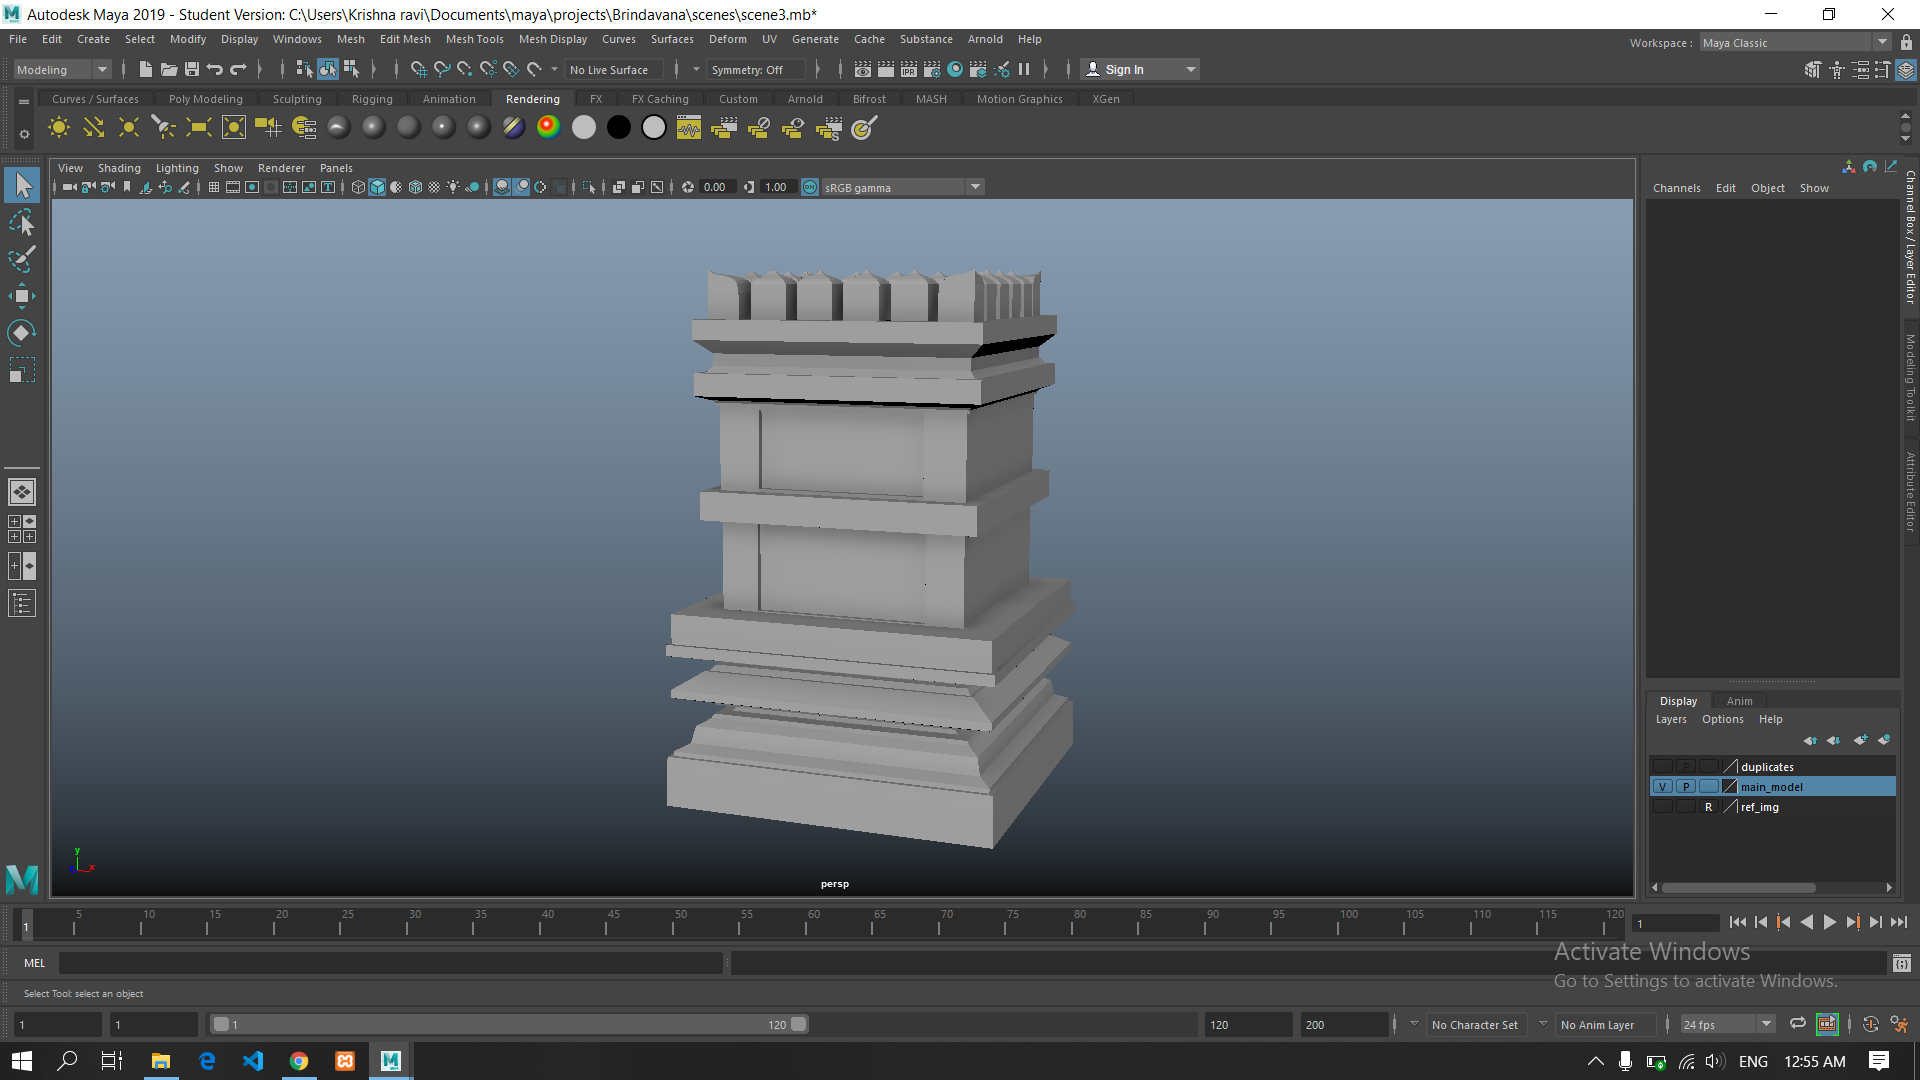 Autodesk Maya 2019 - Student Version: C:\Users\Krishna ravi\Documents\maya\projects\Brindavana\scenes\scene3.mb*
File Edit Create Select Modify Display Windows Mesh Edit Mesh Mesh Tools Mesh Display Curves Surfaces Deform UV Generate Cache Substance Arnold Help
Workspace : Maya Classic
Modeling No Live Surface Symmetry: Off Sign In
Curves / Surfaces Poly Modeling Sculpting Rigging Animation Rendering FX FX Caching Custom Arnold Bifrost MASH Motion Graphics XGen
View Shading Lighting Show Renderer Panels
0.00 1.00 ON sRGB gamma
Channels Edit Object Show
Channel Box / Layer Editor
Modeling Toolkit
Attribute Editor
Display Anim
Layers Options Help
P duplicates
V P main_model
R ref_img
y
x
persp
1 5 10 15 20 25 30 35 40 45 50 55 60 65 70 75 80 85 90 95 100 105 110 115 120
1
MEL
Activate Windows
Go to Settings to activate Windows.
Select Tool: select an object
1 1 1 120 120 200 No Character Set No Anim Layer 24 fps
ENG 12:55 AM